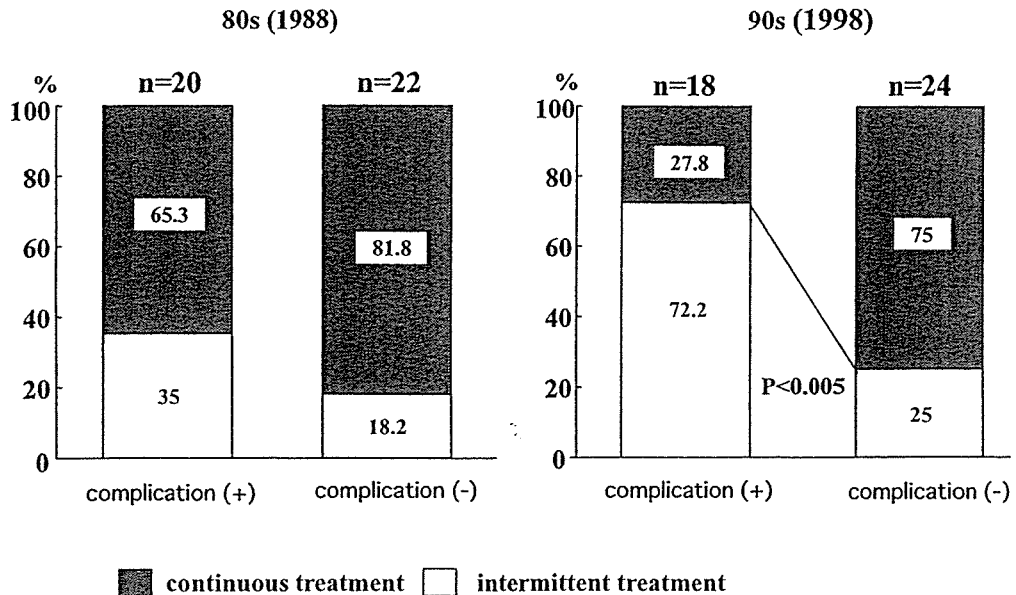 80s (1988)
90s (1998)
%
n=20
n=22
100
80
60
40
20
0
65.3
35
81.8
18.2
complication (+)
complication (-)
%
n=18
n=24
100
80
60
40
20
0
27.8
72.2
P<0.005
75
25
complication (+)
complication (-)
continuous treatment
intermittent treatment